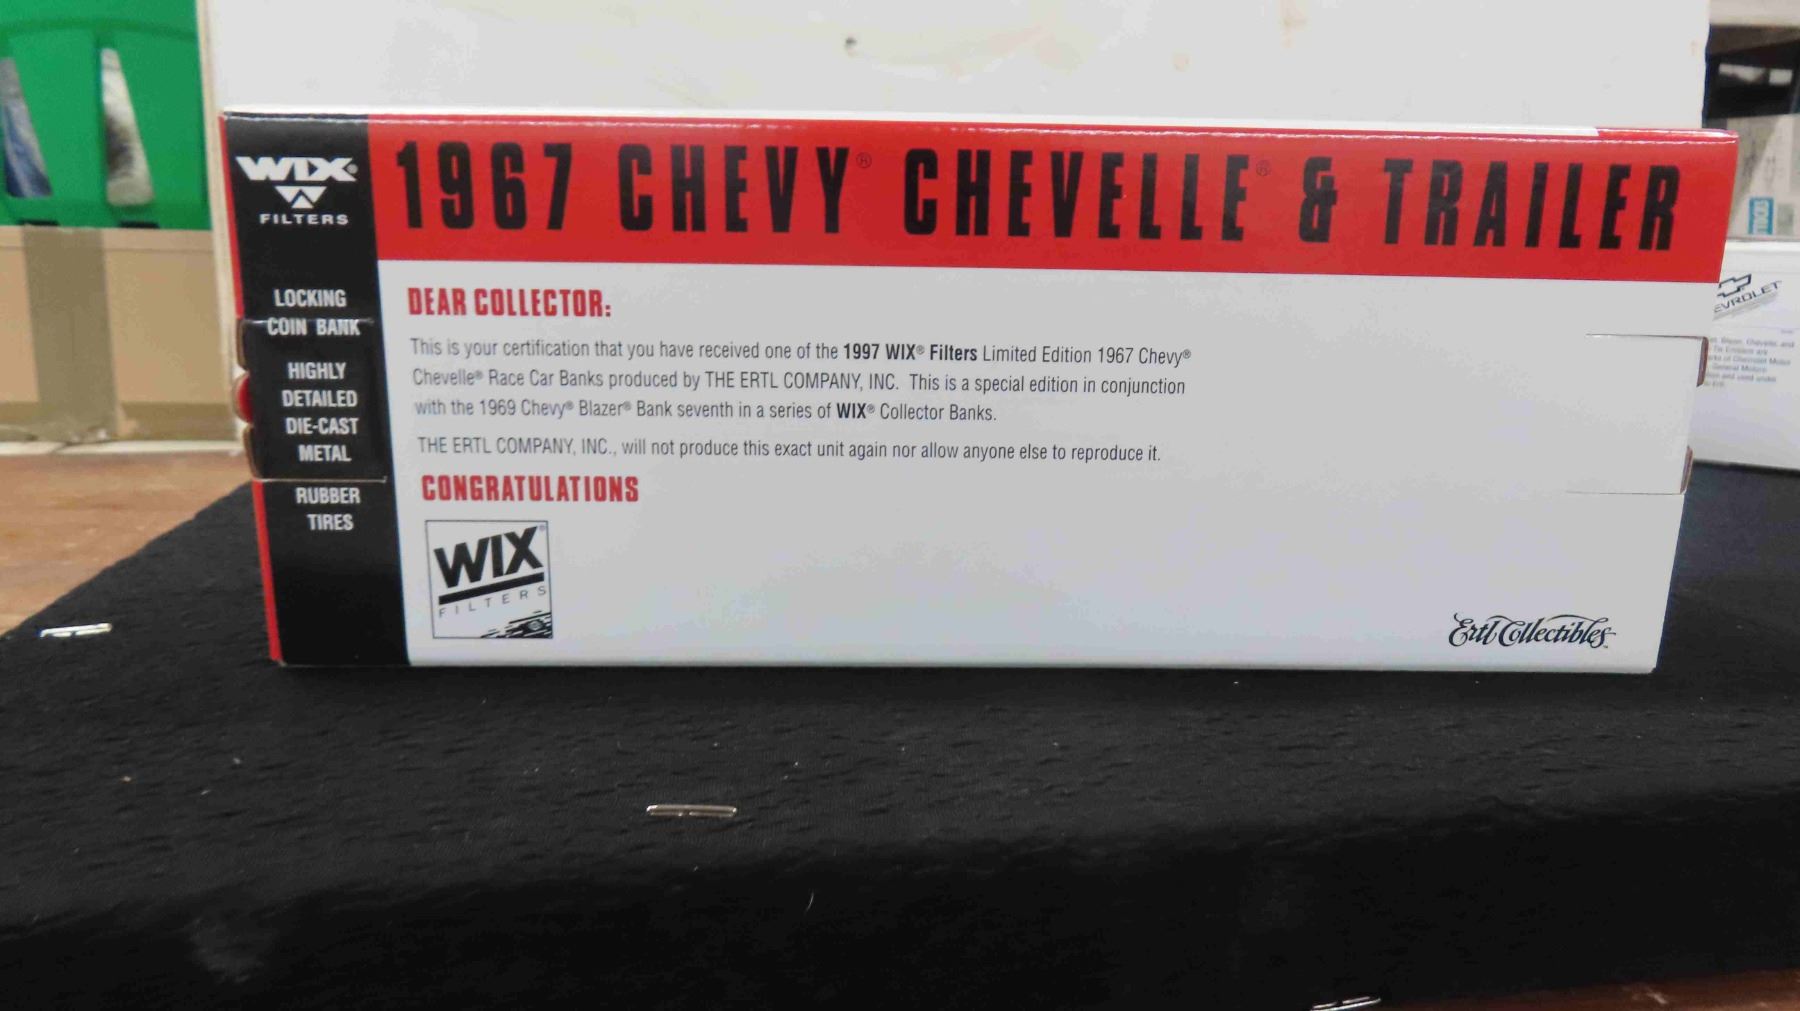 WIX®
FILTERS
1967 CHEVY® CHEVELLE® & TRAILER
LOCKING
COIN BANK
HIGHLY
DETAILED
DIE-CAST
METAL
RUBBER
TIRES
DEAR COLLECTOR:
This is your certification that you have received one of the 1997 WIX® Filters Limited Edition 1967 Chevy®
Chevelle® Race Car Banks produced by THE ERTL COMPANY, INC. This is a special edition in conjunction
with the 1969 Chevy® Blazer® Bank seventh in a series of WIX® Collector Banks.
THE ERTL COMPANY, INC., will not produce this exact unit again nor allow anyone else to reproduce it.
CONGRATULATIONS
WIX®
FILTERS
Ertl Collectibles™
EVROLET